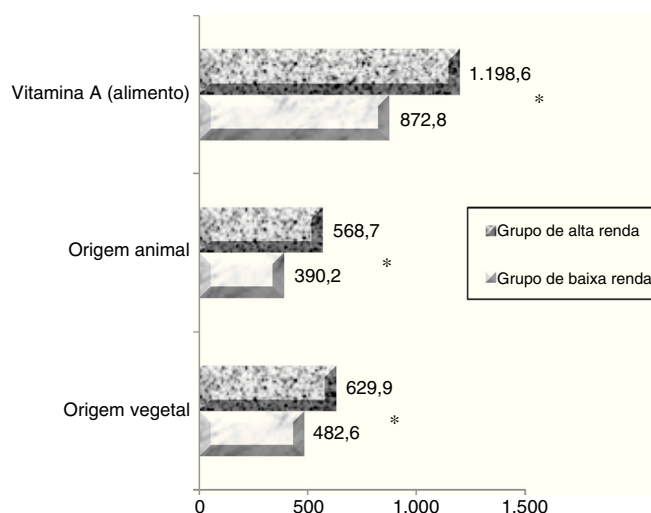 Vitamina A (alimento)
1.198,6
*
872,8
Origem animal
568,7
390,2
*
Origem vegetal
629,9
482,6
*
Grupo de alta renda
Grupo de baixa renda
0
500
1.000
1.500